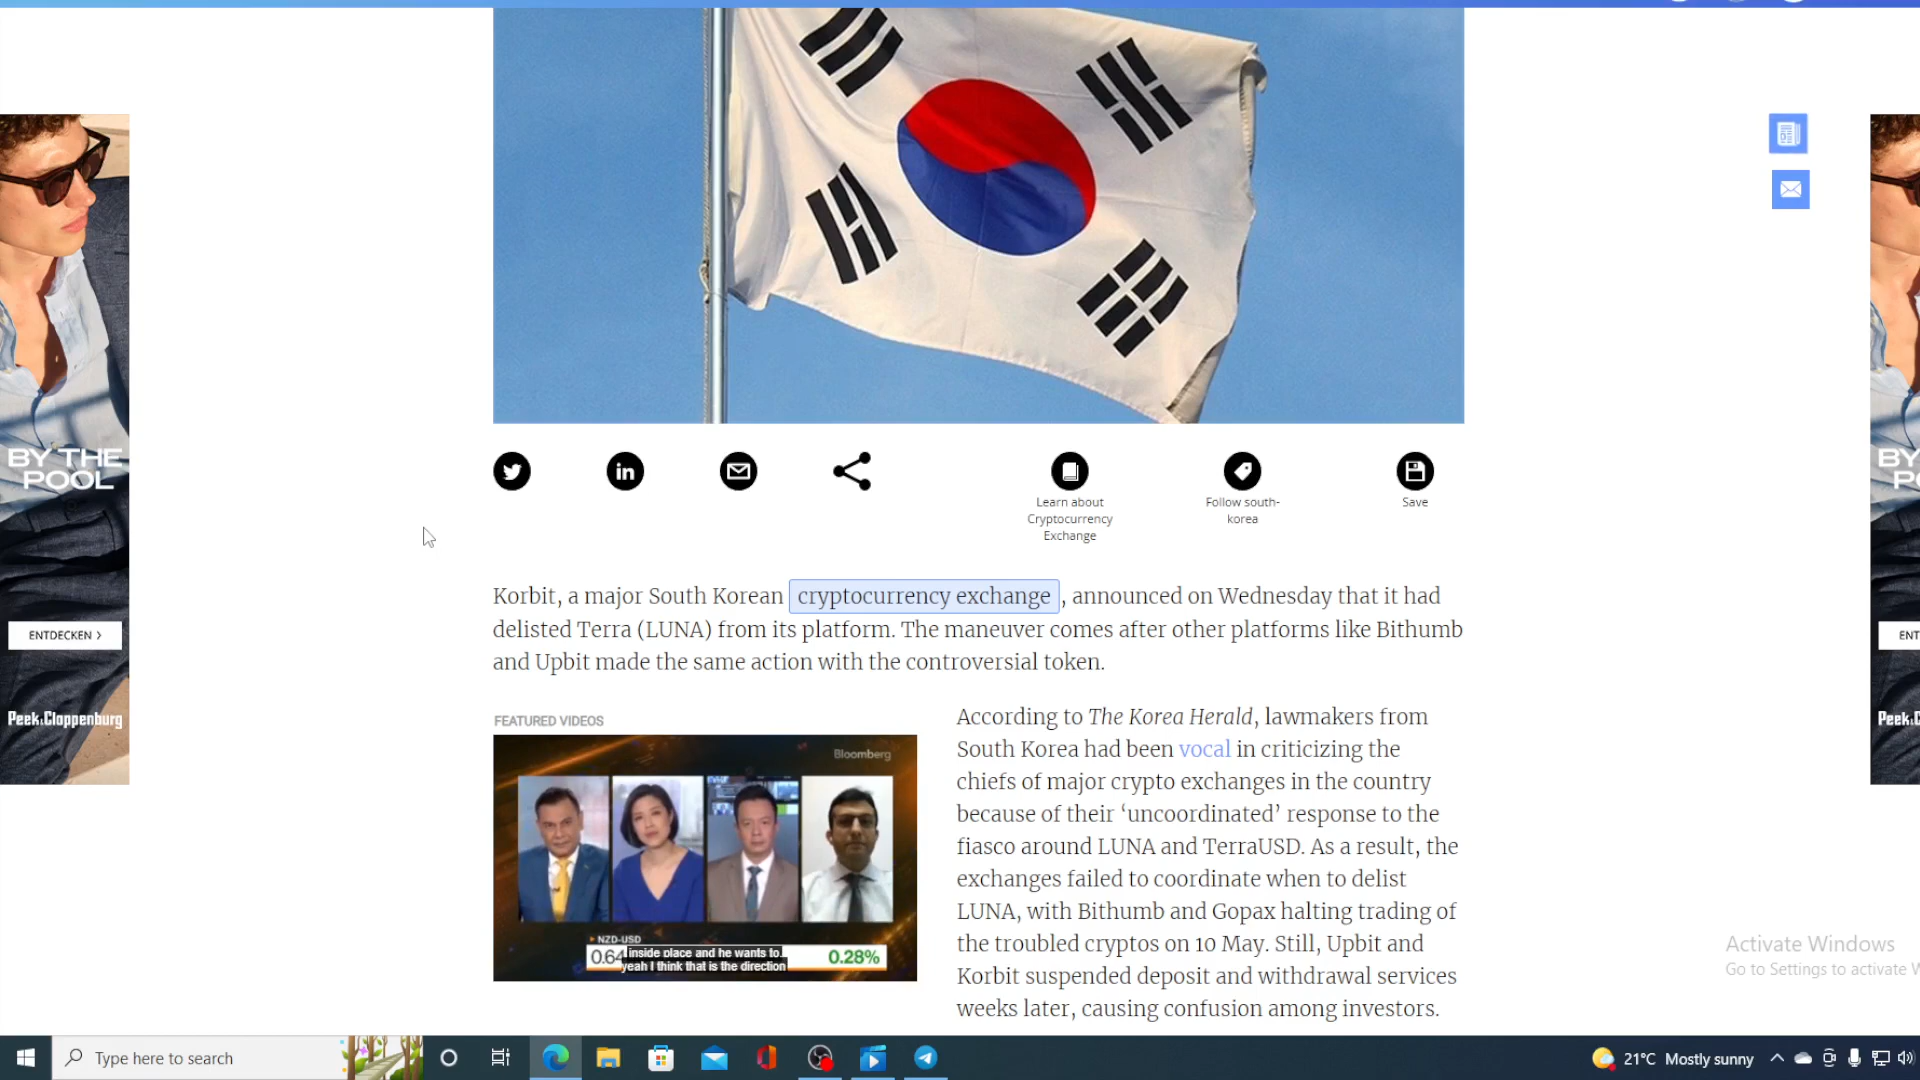 BY THE
POOL
ENTDECKEN >
Peek&Cloppenburg
Learn about
Cryptocurrency
Exchange
Follow south-
korea
Save
Korbit, a major South Korean cryptocurrency exchange , announced on Wednesday that it had
delisted Terra (LUNA) from its platform. The maneuver comes after other platforms like Bithumb
and Upbit made the same action with the controversial token.
FEATURED VIDEOS
Bloomberg
NZD-USD
0.64
inside place and he wants to..
yeah I think that is the direction
0.28%
According to The Korea Herald, lawmakers from
South Korea had been vocal in criticizing the
chiefs of major crypto exchanges in the country
because of their ‘uncoordinated’ response to the
fiasco around LUNA and TerraUSD. As a result, the
exchanges failed to coordinate when to delist
LUNA, with Bithumb and Gopax halting trading of
the troubled cryptos on 10 May. Still, Upbit and
Korbit suspended deposit and withdrawal services
weeks later, causing confusion among investors.
BY
PO
ENT
Peek&C
Activate Windows
Go to Settings to activate W
Type here to search
21°C Mostly sunny